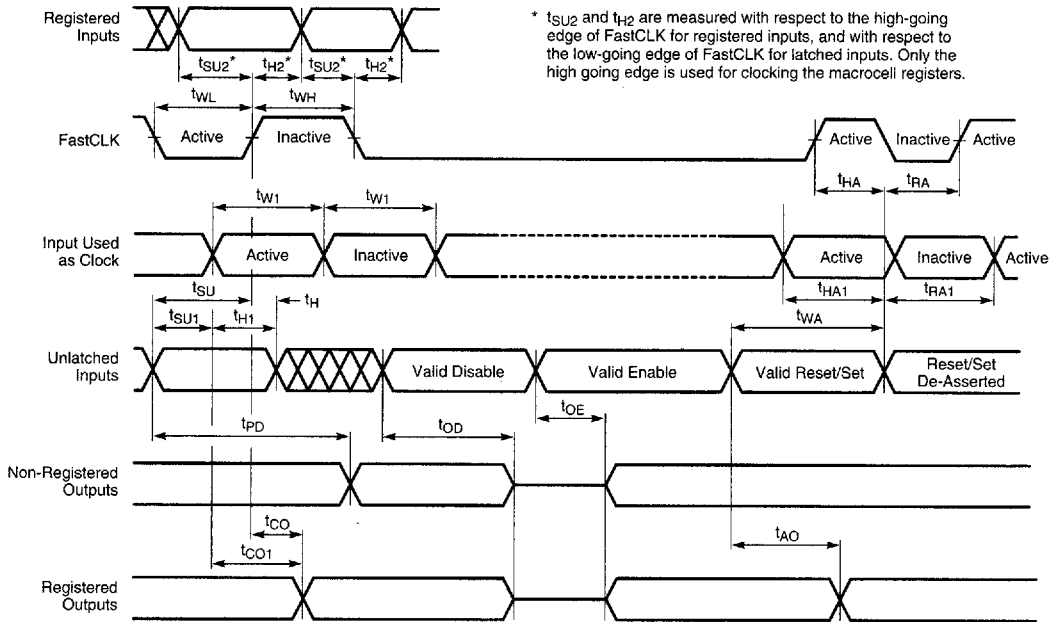 Registered
Inputs
* tSU2 and tH2 are measured with respect to the high-going
edge of FastCLK for registered inputs, and with respect to
the low-going edge of FastCLK for latched inputs. Only the
high going edge is used for clocking the macrocell registers.
tSU2* tH2* tSU2* tH2*
tWL tWH
FastCLK Active Inactive Active Inactive Active
tHA tRA
tW1 tW1
Input Used
as Clock
Active Inactive Active Inactive Active
tSU tH tHA1 tRA1
tSU1 tH1 tWA
Unlatched
Inputs
Valid Disable Valid Enable Valid Reset/Set Reset/Set
De-Asserted
tPD tOD tOE
Non-Registered
Outputs
tCO tAO
tCO1
Registered
Outputs